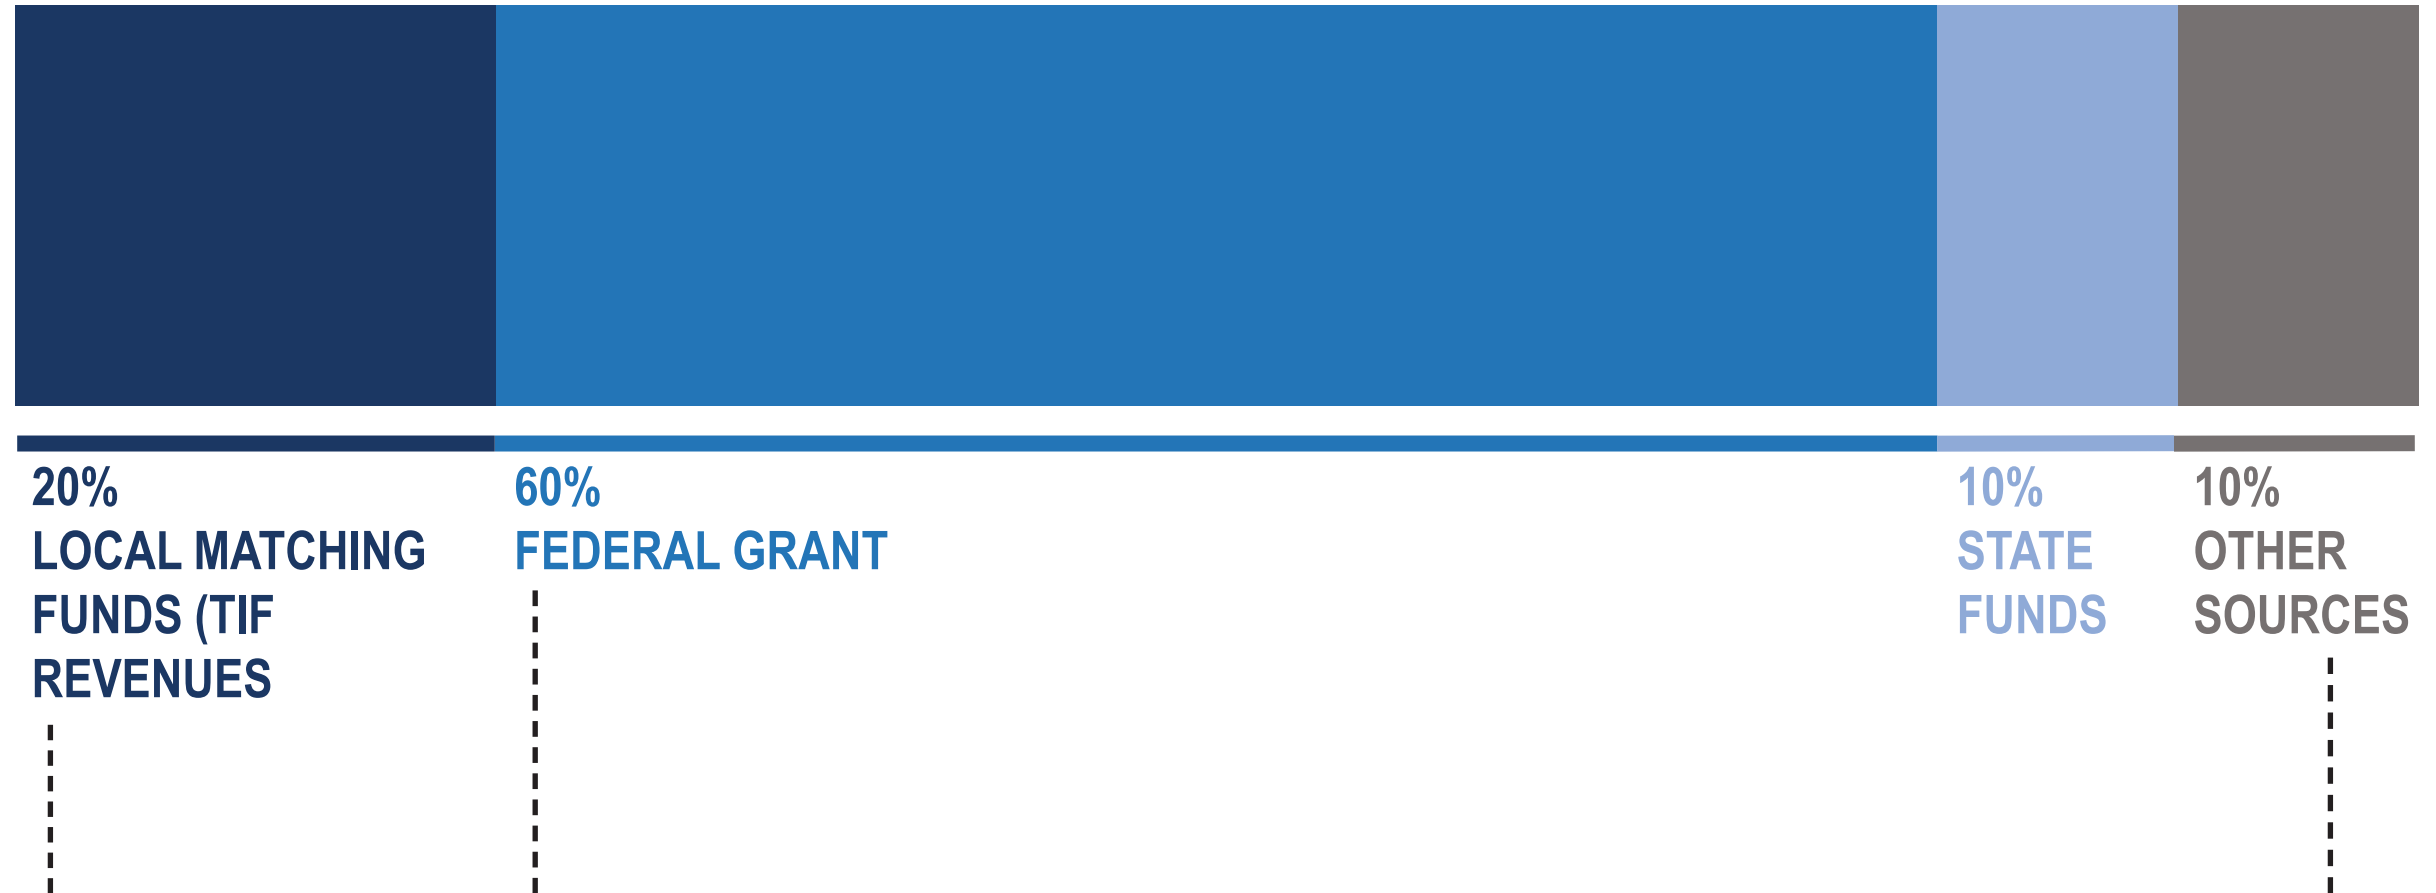 20%
LOCAL MATCHING
FUNDS (TIF
REVENUES
60%
FEDERAL GRANT
10%
STATE
FUNDS
10%
OTHER
SOURCES